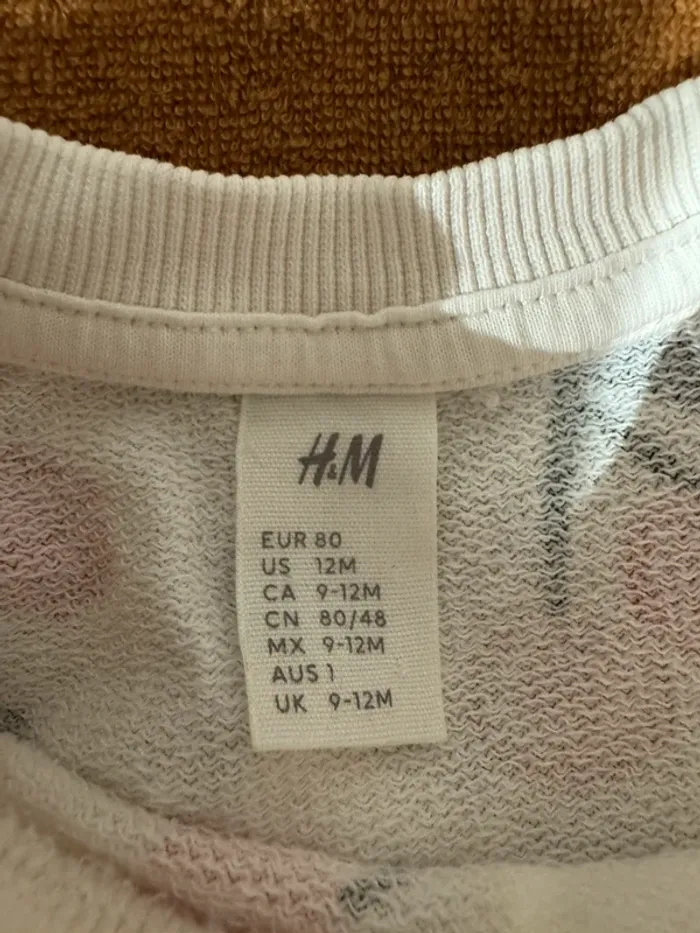 H&M
EUR 80
US 12M
CA 9-12M
CN 80/48
MX 9-12M
AUS 1
UK 9-12M